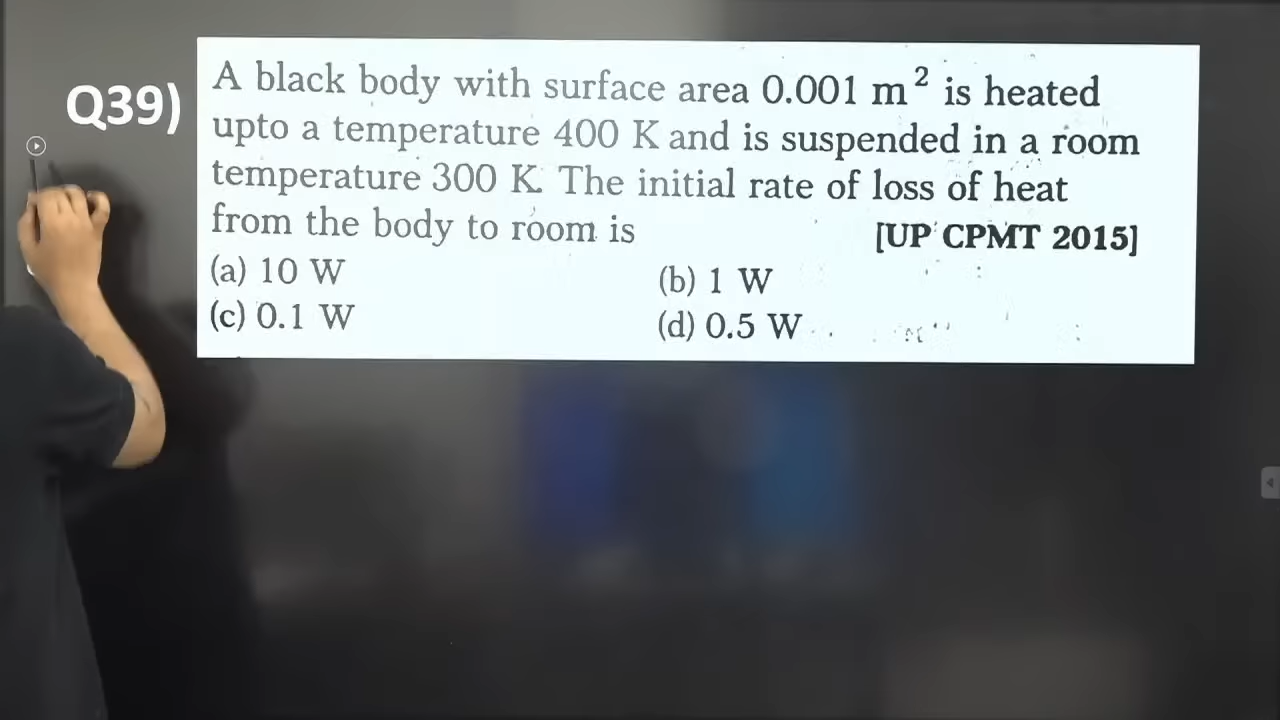 Q39)
A black body with surface area 0.001 m² is heated
upto a temperature 400 K and is suspended in a room
temperature 300 K. The initial rate of loss of heat
from the body to room is [UP CPMT 2015]
(a) 10 W (b) 1 W
(c) 0.1 W (d) 0.5 W